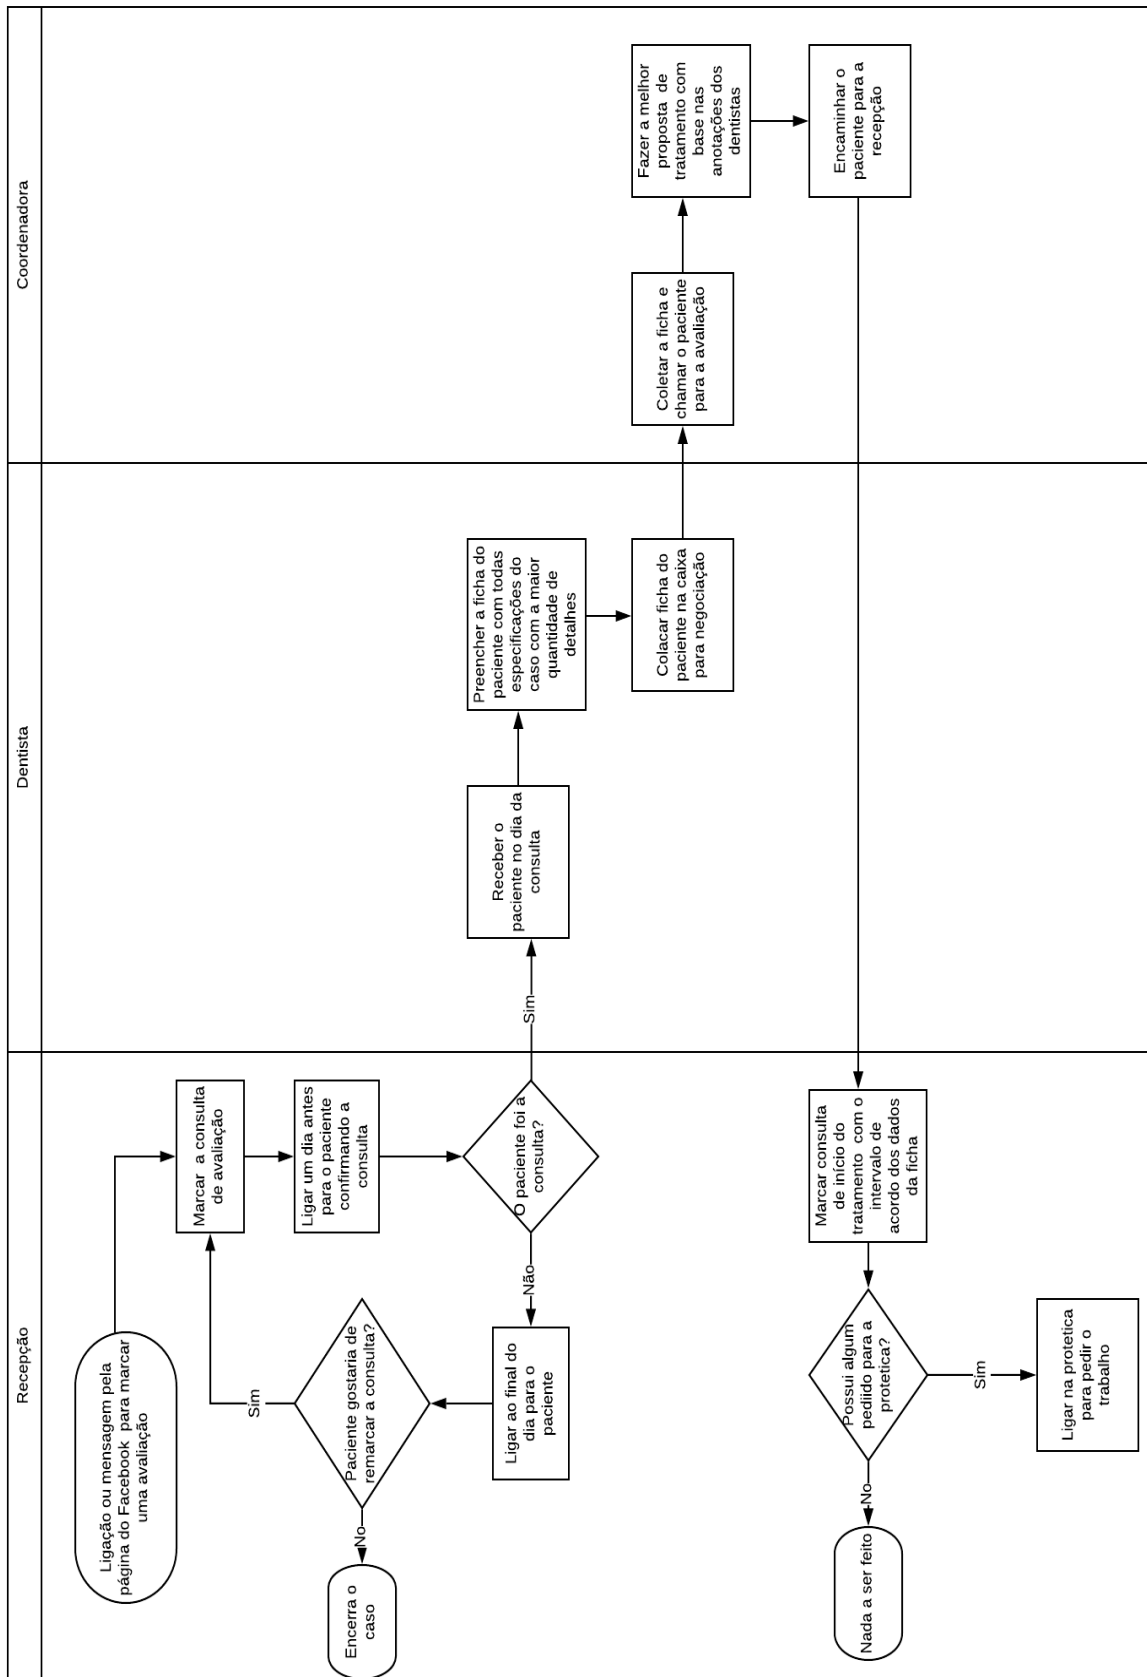 Recepção
Dentista
Coordenadora
Ligação ou mensagem pela
página do Facebook para marcar
uma avaliação
Marcar a consulta
de avaliação
Ligar um dia antes
para o paciente
confirmando a
consulta
O paciente foi a
consulta?
Sim
Não
Ligar ao final do
dia para o
paciente
Paciente gostaria de
remarcar a consulta?
Sim
No
Encerra o
caso
Receber o
paciente no dia da
consulta
Preencher a ficha do
paciente com todas
especificações do
caso com a maior
quantidade de
detalhes
Colacar ficha do
paciente na caixa
para negociação
Coletar a ficha e
chamar o paciente
para a avaliação
Fazer a melhor
proposta de
tratamento com
base nas
anotações dos
dentistas
Encaminhar o
paciente para a
recepção
Marcar consulta
de início do
tratamento com o
intervalo de
acordo dos dados
da ficha
Possui algum
pediido para a
protetica?
No
Nada a ser feito
Sim
Ligar na protetica
para pedir o
trabalho